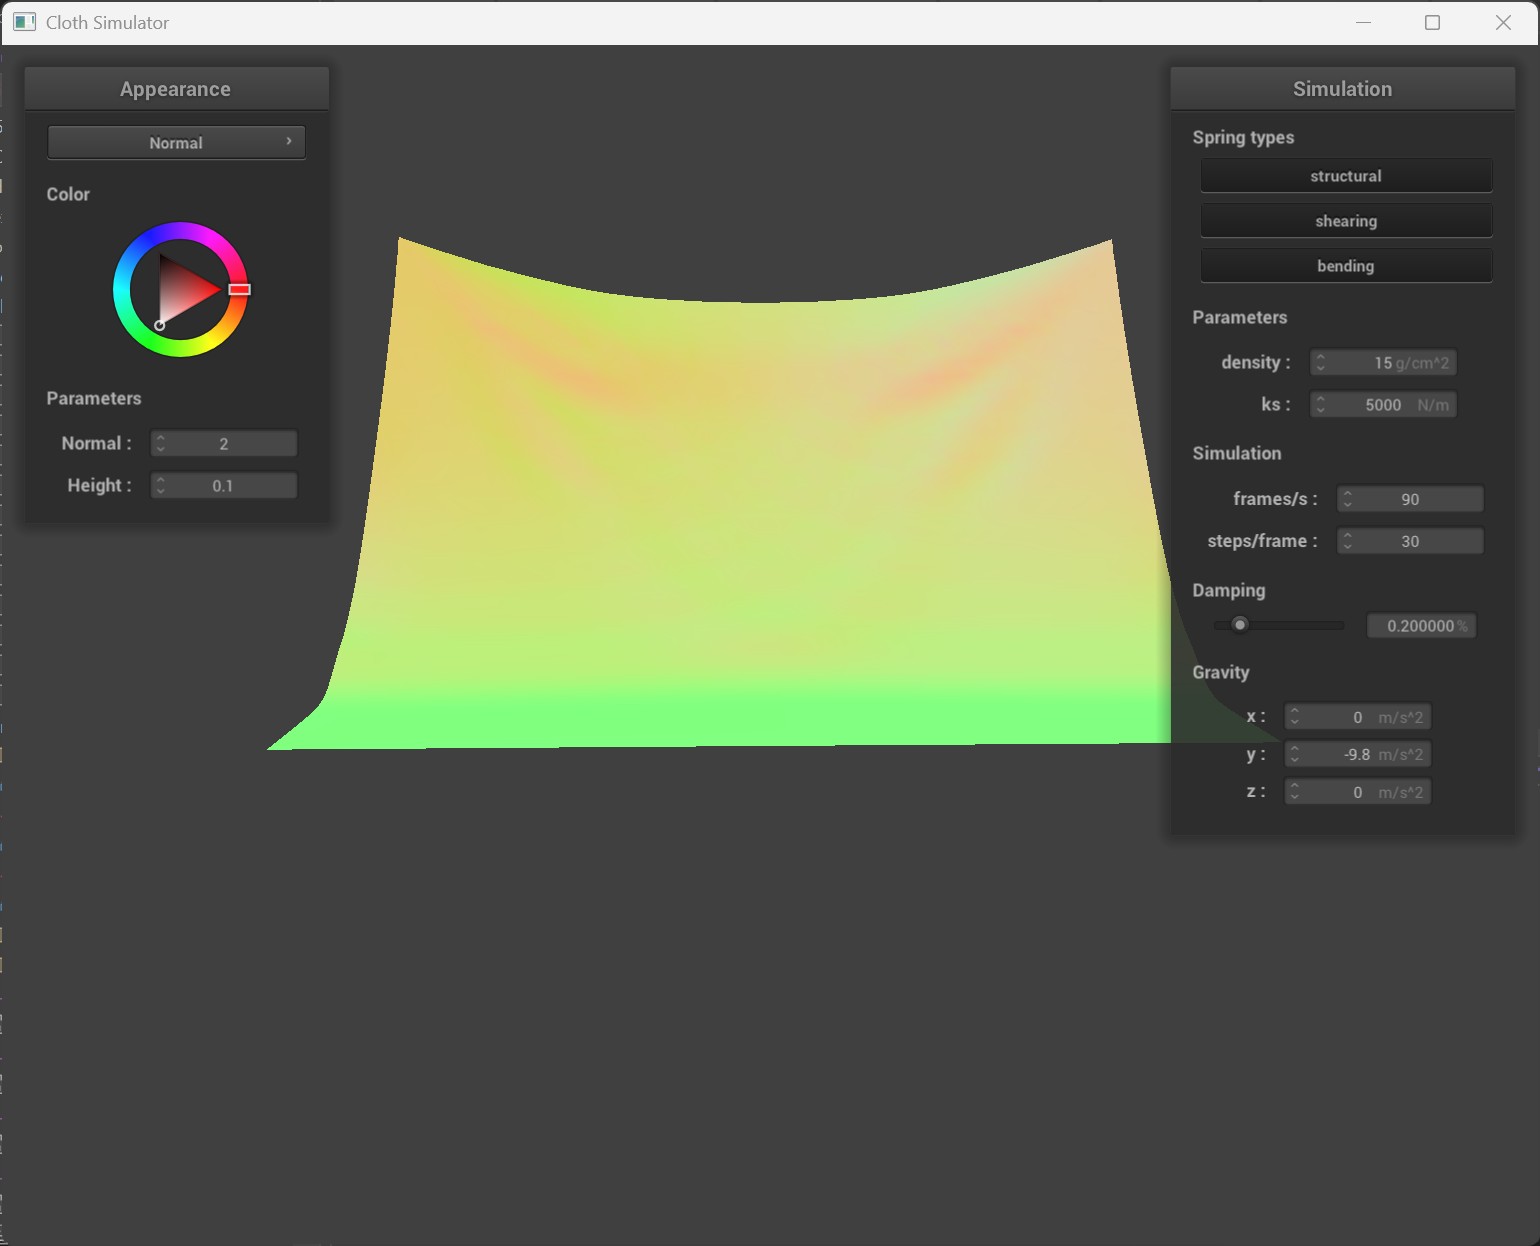 Cloth Simulator
Appearance
Normal
Color
Parameters
Normal : 2
Height : 0.1
Simulation
Spring types
structural
shearing
bending
Parameters
density : 15 g/cm^2
ks : 5000 N/m
Simulation
frames/s : 90
steps/frame : 30
Damping
0.200000 %
Gravity
x : 0 m/s^2
y : -9.8 m/s^2
z : 0 m/s^2